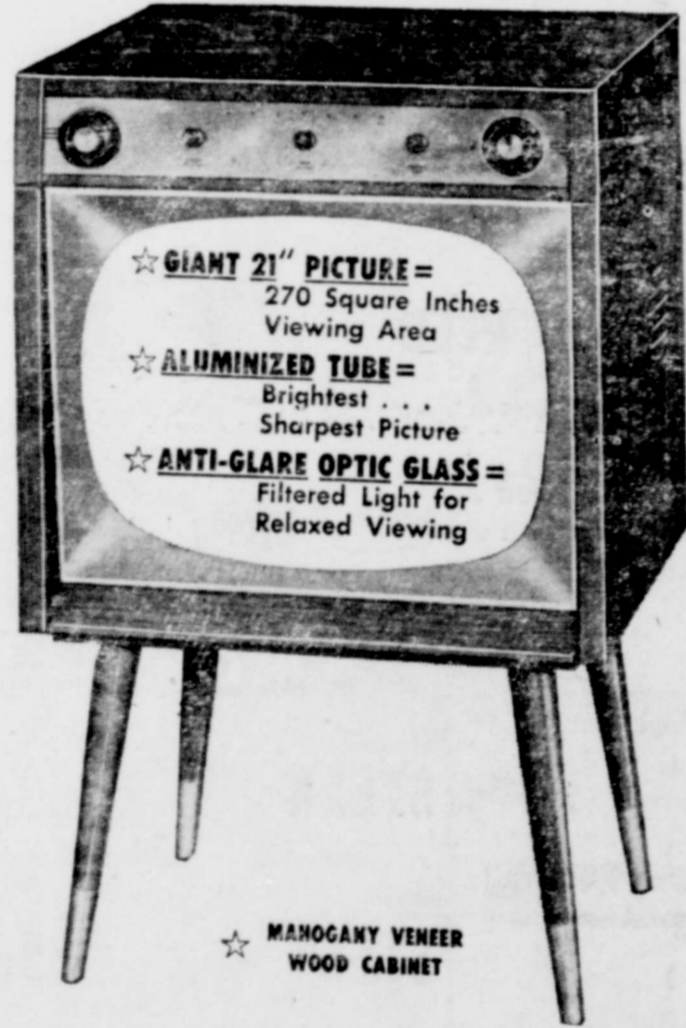 ☆ GIANT 21" PICTURE =
270 Square Inches
Viewing Area
☆ ALUMINIZED TUBE =
Brightest . . .
Sharpest Picture
☆ ANTI-GLARE OPTIC GLASS =
Filtered Light for
Relaxed Viewing
☆ MAHOGANY VENEER
WOOD CABINET